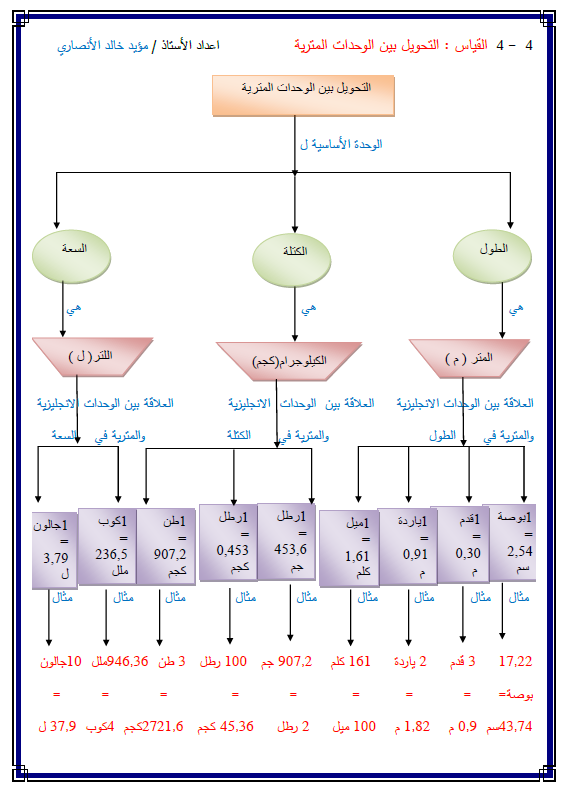 4 – 4 القياس : التحويل بين الوحدات المترية اعداد الأستاذ / مؤيد خالد الأنصاري
التحويل بين الوحدات المترية
الوحدة الأساسية ل
الطول الكتلة السعة
هي هي هي
المتر ( م ) الكيلوجرام(كجم) اللتر( ل )
العلاقة بين الوحدات الانجليزية والمترية في الطول
العلاقة بين الوحدات الانجليزية والمترية في الكتلة
العلاقة بين الوحدات الانجليزية والمترية في السعة
1بوصة = 2,54 سم
1قدم = 0,30 م
1ياردة = 0,91 م
1ميل = 1,61 كلم
1رطل = 453,6 جم
1رطل = 0,453 كجم
1طن = 907,2 كجم
1كوب = 236,5 ملل
1جالون = 3,79 ل
مثال مثال مثال مثال مثال مثال مثال مثال مثال
17,22 بوصة= 43,74سم
3 قدم = 0,9 م
2 ياردة = 1,82 م
161 كلم = 100 ميل
907,2 جم = 2 رطل
100 رطل = 45,36 كجم
3 طن = 2721,6كجم
946,36ملل = 4كوب
10جالون = 37,9 ل